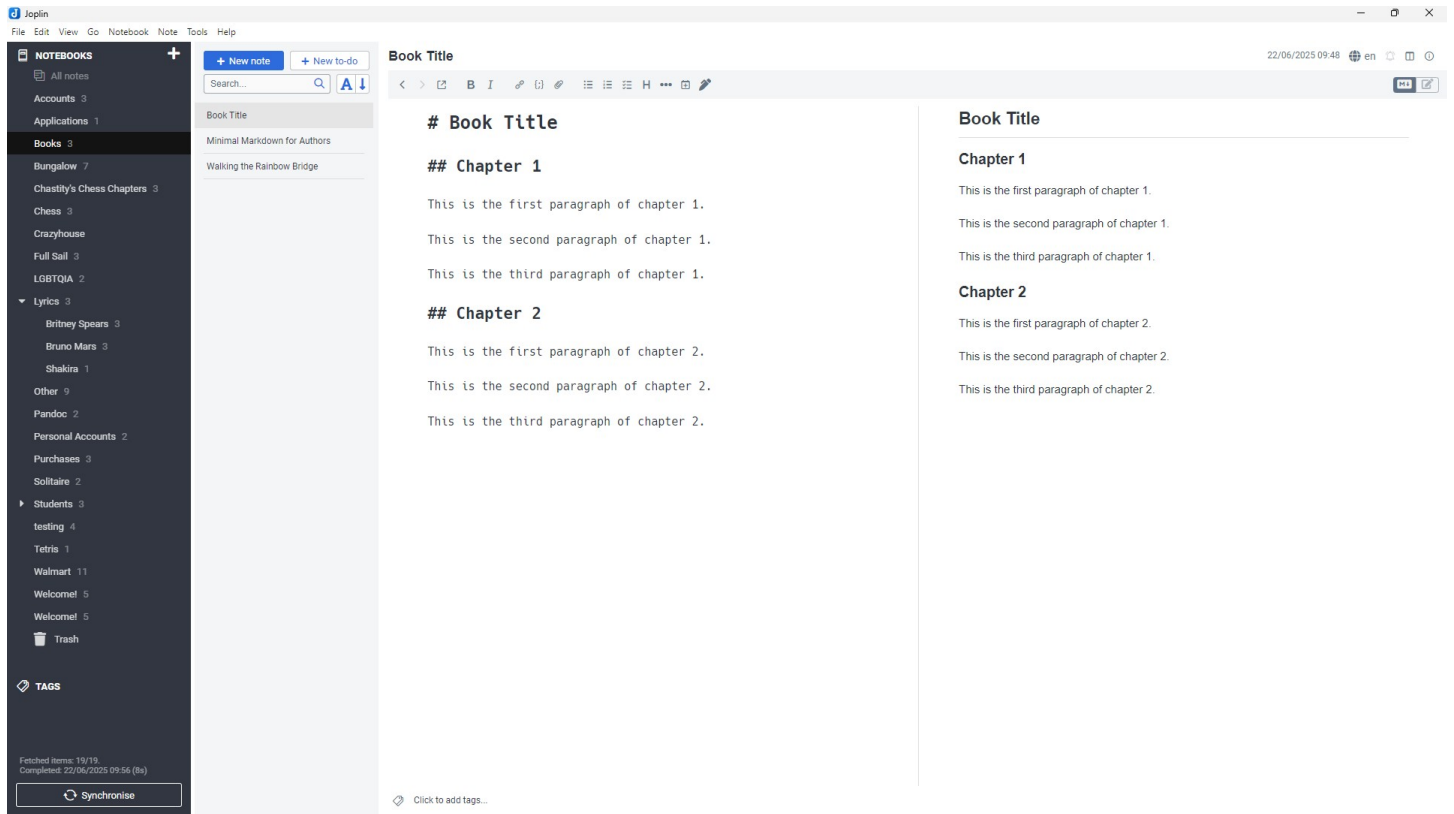 Joplin
File Edit View Go Notebook Note Tools Help
NOTEBOOKS
All notes
Accounts 3
Applications 1
Books 3
Bungalow 7
Chastity's Chess Chapters 3
Chess 3
Crazyhouse
Full Sail 3
LGBTQIA 2
Lyrics 3
Britney Spears 3
Bruno Mars 3
Shakira 1
Other 9
Pandoc 2
Personal Accounts 2
Purchases 3
Solitaire 2
Students 3
testing 4
Tetris 1
Walmart 11
Welcome! 5
Welcome! 5
Trash
TAGS
Fetched items: 19/19.
Completed: 22/06/2025 09:56 (8s)
Synchronise
+ New note + New to-do
Search...
A
Book Title
Minimal Markdown for Authors
Walking the Rainbow Bridge
Book Title
22/06/2025 09:48 en
B I H
M
# Book Title
## Chapter 1
This is the first paragraph of chapter 1.
This is the second paragraph of chapter 1.
This is the third paragraph of chapter 1.
## Chapter 2
This is the first paragraph of chapter 2.
This is the second paragraph of chapter 2.
This is the third paragraph of chapter 2.
Book Title
Chapter 1
This is the first paragraph of chapter 1.
This is the second paragraph of chapter 1.
This is the third paragraph of chapter 1.
Chapter 2
This is the first paragraph of chapter 2.
This is the second paragraph of chapter 2.
This is the third paragraph of chapter 2.
Click to add tags...